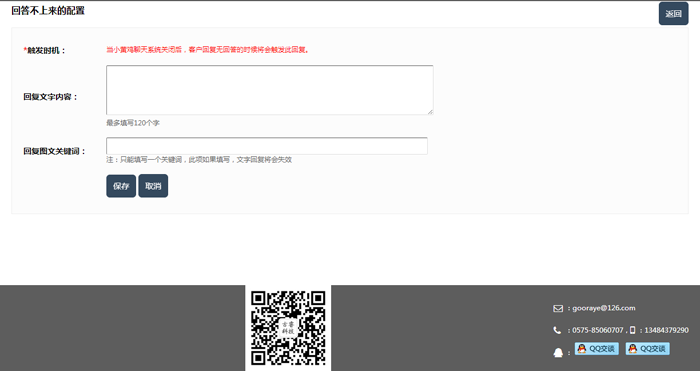 回答不上来的配置
返回
*触发时机：
当小黄鸡聊天系统关闭后，客户回复无回答的时候将会触发此回复。
回复文字内容：
最多填写120个字
回复图文关键词：
注：只能填写一个关键词，此项如果填写，文字回复将会失效
保存 取消
古睿
科技
：gooraye@126.com
：0575-85060707，：13484379290
： QQ交谈 QQ交谈